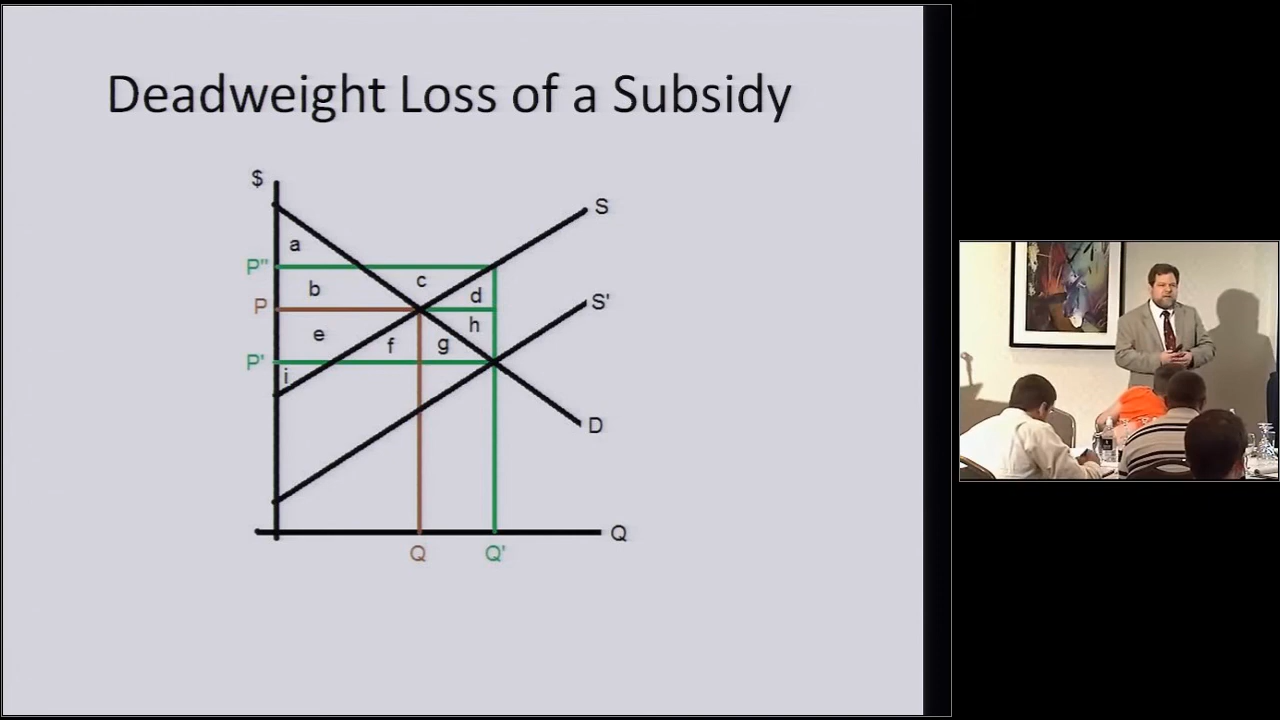 Deadweight Loss of a Subsidy
$
S
a
P"
c
b
d
P
S'
h
e
f
g
P'
i
D
Q
Q
Q'